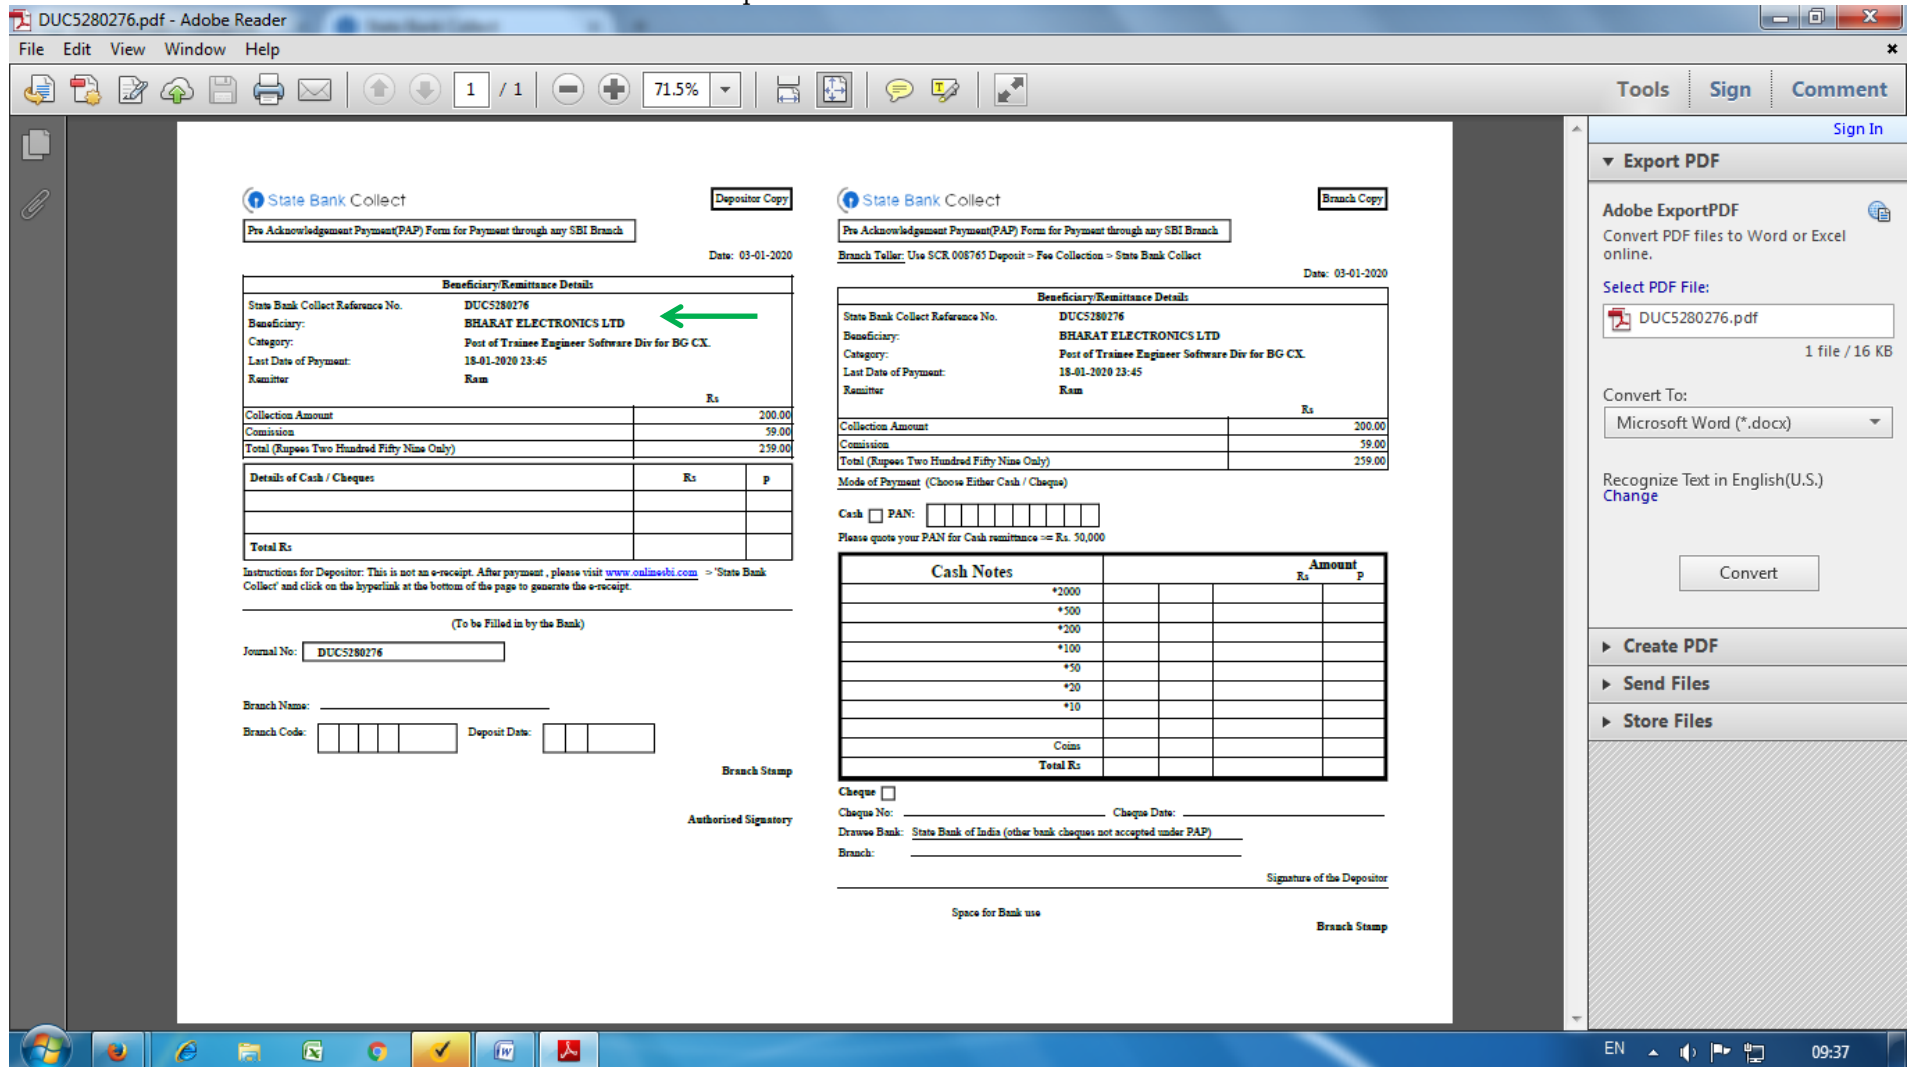 DUC5280276.pdf - Adobe Reader
File Edit View Window Help
1 / 1 71.5% Tools Sign Comment
Sign In
State Bank Collect
Depositor Copy
Pre Acknowledgement Payment(PAP) Form for Payment through any SBI Branch
Date: 03-01-2020
Beneficiary/Remittance Details
State Bank Collect Reference No. DUC5280276
Beneficiary: BHARAT ELECTRONICS LTD
Category: Post of Trainee Engineer Software Div for BG CX.
Last Date of Payment: 18-01-2020 23:45
Remitter Ram
Rs
Collection Amount 200.00
Comission 59.00
Total (Rupees Two Hundred Fifty Nine Only) 259.00
Details of Cash / Cheques Rs P
Total Rs
Instructions for Depositor: This is not an e-receipt. After payment , please visit www.onlinesbi.com > 'State Bank
Collect' and click on the hyperlink at the bottom of the page to generate the e-receipt.
(To be Filled in by the Bank)
Journal No: DUC5280276
Branch Name:
Branch Code: Deposit Date:
Branch Stamp
Authorised Signatory
State Bank Collect
Branch Copy
Pre Acknowledgement Payment(PAP) Form for Payment through any SBI Branch
Branch Teller: Use SCR 008765 Deposit > Fee Collection > State Bank Collect
Date: 03-01-2020
Beneficiary/Remittance Details
State Bank Collect Reference No. DUC5280276
Beneficiary: BHARAT ELECTRONICS LTD
Category: Post of Trainee Engineer Software Div for BG CX.
Last Date of Payment: 18-01-2020 23:45
Remitter Ram
Rs
Collection Amount 200.00
Comission 59.00
Total (Rupees Two Hundred Fifty Nine Only) 259.00
Mode of Payment (Choose Either Cash / Cheque)
Cash PAN:
Please quote your PAN for Cash remittance >= Rs. 50,000
Cash Notes Amount
Rs P
*2000
*500
*200
*100
*50
*20
*10
Coins
Total Rs
Cheque
Cheque No: Cheque Date:
Drawee Bank: State Bank of India (other bank cheques not accepted under PAP)
Branch:
Signature of the Depositor
Space for Bank use
Branch Stamp
Export PDF
Adobe ExportPDF
Convert PDF files to Word or Excel
online.
Select PDF File:
DUC5280276.pdf
1 file / 16 KB
Convert To:
Microsoft Word (*.docx)
Recognize Text in English(U.S.)
Change
Convert
Create PDF
Send Files
Store Files
EN 09:37